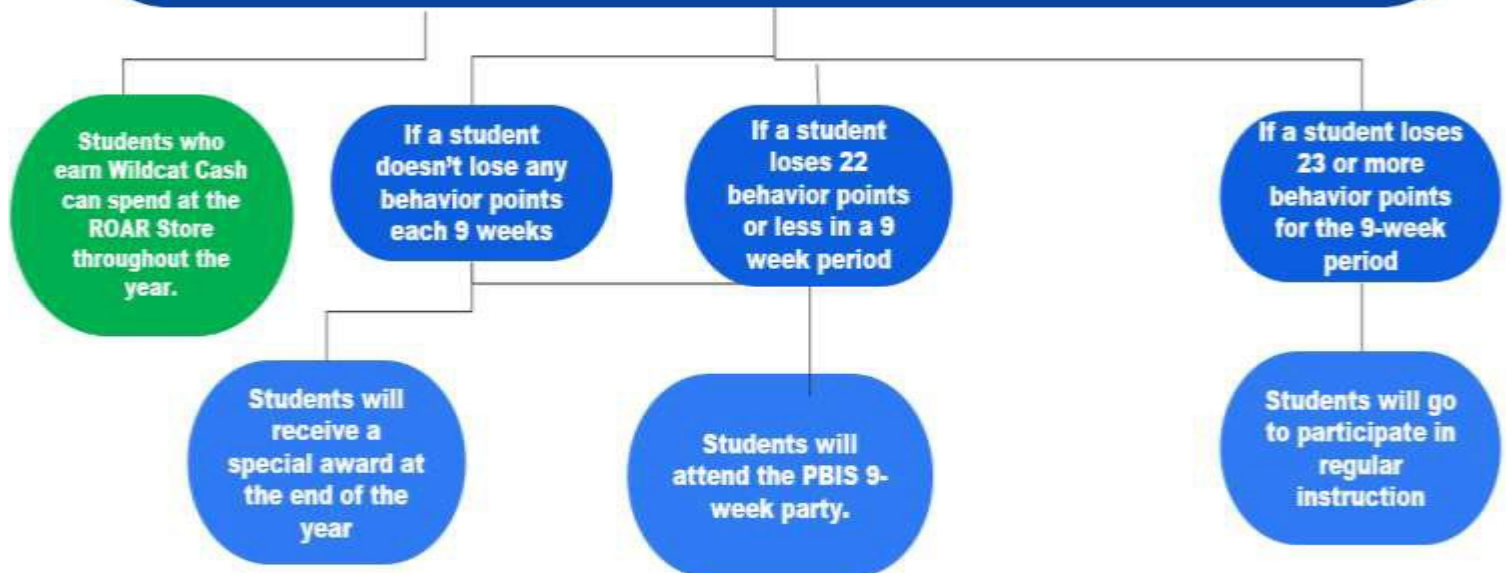 Students who
earn Wildcat Cash
can spend at the
ROAR Store
throughout the
year.
If a student
doesn't lose any
behavior points
each 9 weeks
If a student
loses 22
behavior points
or less in a 9
week period
If a student loses
23 or more
behavior points
for the 9-week
period
Students will
receive a
special award at
the end of the
year
Students will
attend the PBIS 9-
week party.
Students will go
to participate in
regular
instruction